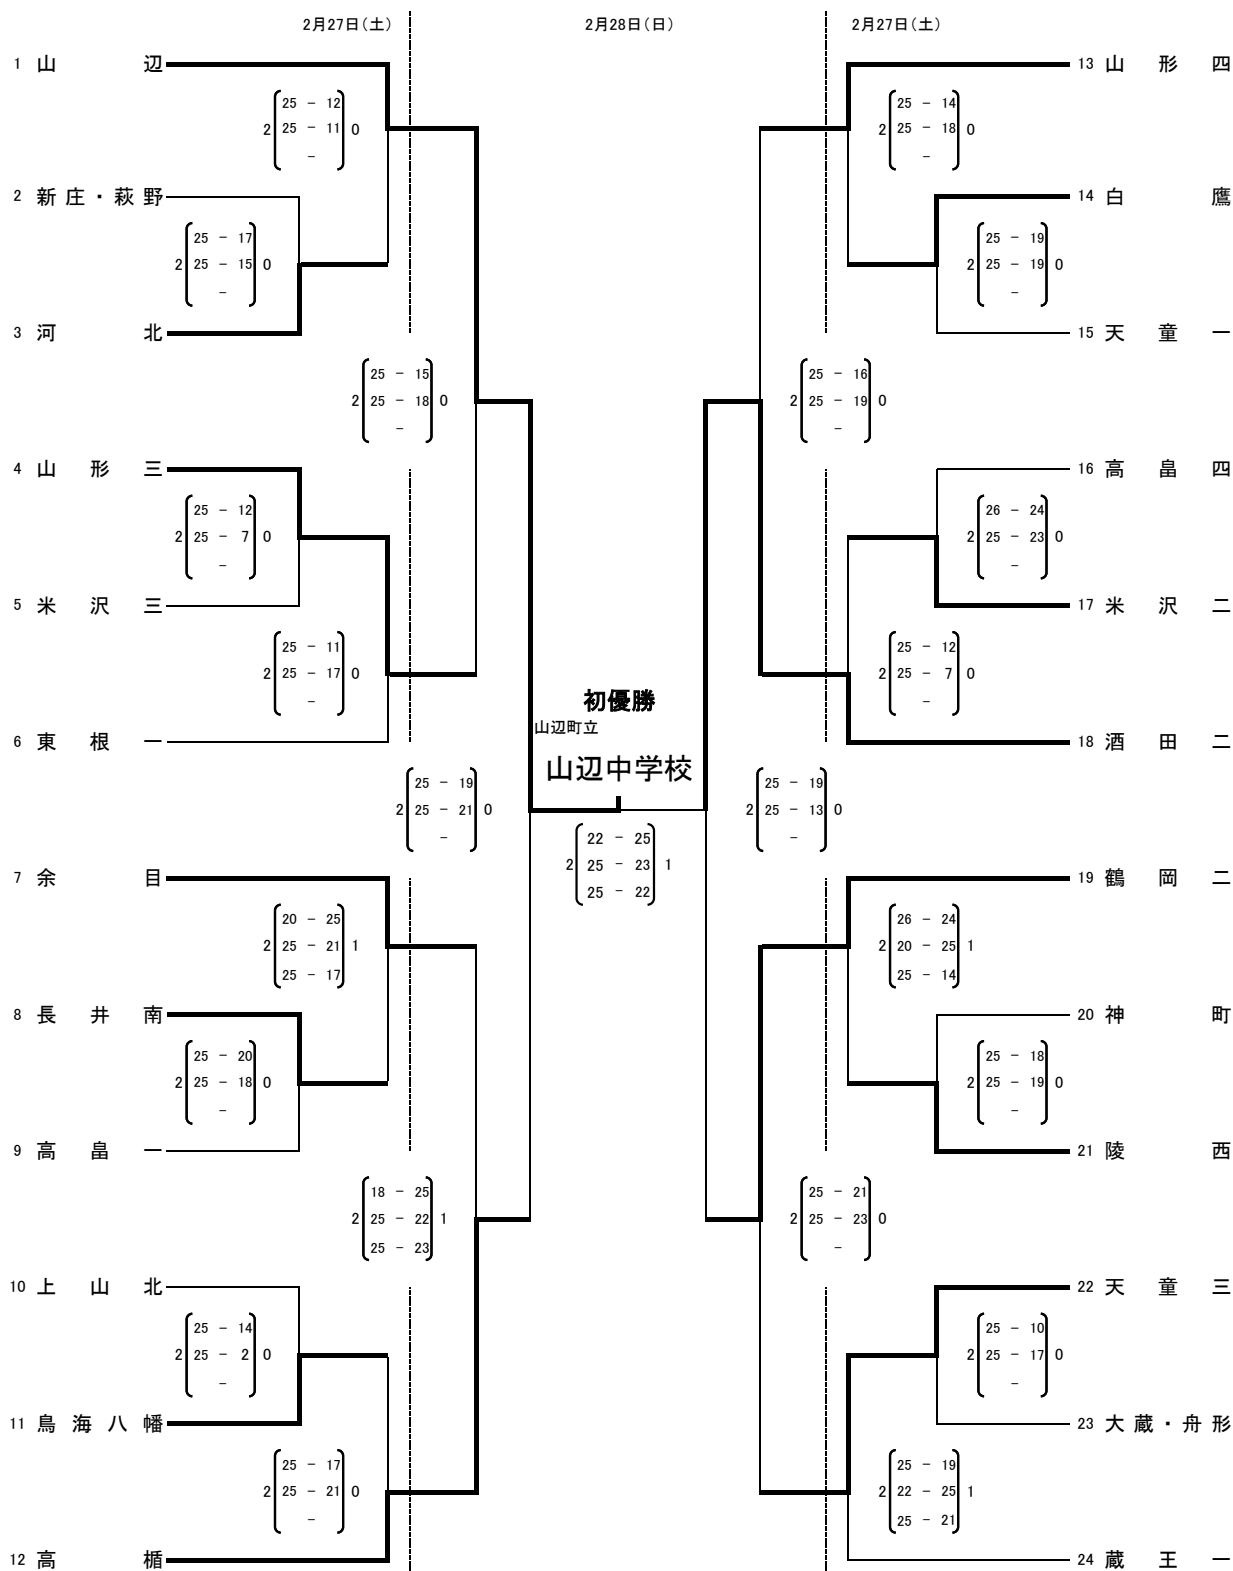 2月27日(土)
2月28日(日)
2月27日(土)
1 山辺
25 - 12
2 25 - 11 0
-
2 新庄・萩野
25 - 17
2 25 - 15 0
-
3 河北
25 - 15
2 25 - 18 0
-
4 山形三
25 - 12
2 25 - 7 0
-
5 米沢三
25 - 11
2 25 - 17 0
-
6 東根一
25 - 19
2 25 - 21 0
-
7 余目
20 - 25
2 25 - 21 1
25 - 17
8 長井南
25 - 20
2 25 - 18 0
-
9 高畠一
18 - 25
2 25 - 22 1
25 - 23
10 上山北
25 - 14
2 25 - 2 0
-
11 鳥海八幡
25 - 17
2 25 - 21 0
-
12 高楯
初優勝
山辺町立
山辺中学校
22 - 25
2 25 - 23 1
25 - 22
13 山形四
25 - 14
2 25 - 18 0
-
14 白鷹
25 - 19
2 25 - 19 0
-
15 天童一
25 - 16
2 25 - 19 0
-
16 高畠四
26 - 24
2 25 - 23 0
-
17 米沢二
25 - 12
2 25 - 7 0
-
18 酒田二
25 - 19
2 25 - 13 0
-
19 鶴岡二
26 - 24
2 20 - 25 1
25 - 14
20 神町
25 - 18
2 25 - 19 0
-
21 陵西
25 - 21
2 25 - 23 0
-
22 天童三
25 - 10
2 25 - 17 0
-
23 大蔵・舟形
25 - 19
2 22 - 25 1
25 - 21
24 蔵王一